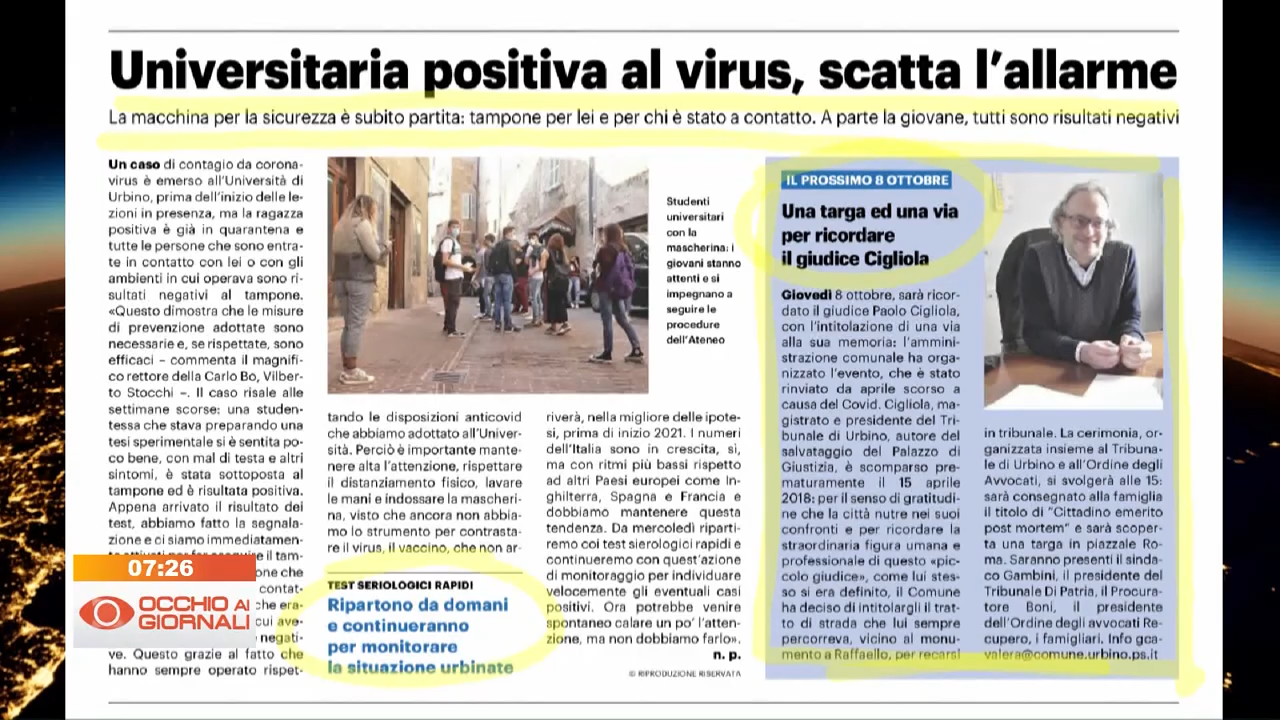 Universitaria positiva al virus, scatta l'allarme
La macchina per la sicurezza è subito partita: tampone per lei e per chi è stato a contatto. A parte la giovane, tutti sono risultati negativi
Un caso di contagio da corona-
virus è emerso all'Università di
Urbino, prima dell'inizio delle le-
zioni in presenza, ma la ragazza
positiva è già in quarantena e
tutte le persone che sono entra-
te in contatto con lei o con gli
ambienti in cui operava sono ri-
sultati negativi al tampone.
«Questo dimostra che le misure
di prevenzione adottate sono
necessarie e, se rispettate, sono
efficaci – commenta il magnifi-
co rettore della Carlo Bo, Vilber-
to Stocchi –. Il caso risale alle
settimane scorse: una studen-
tessa che stava preparando una
tesi sperimentale si è sentita po-
co bene, con mal di testa e altri
sintomi, è stata sottoposta al
tampone ed è risultata positiva.
Appena arrivato il risultato dei
test, abbiamo fatto la segnala-
zione e ci siamo immediatamen-
il tam-
one che
contat-
che era-
cui ave-
negati-
ve. Questo grazie al fatto che
hanno sempre operato rispet-
tando le disposizioni anticovid
che abbiamo adottato all'Univer-
sità. Perciò è importante mante-
nere alta l'attenzione, rispettare
il distanziamento fisico, lavare
le mani e indossare la mascheri-
na, visto che ancora non abbia-
mo lo strumento per contrasta-
re il virus, il vaccino, che non ar-
TEST SERIOLOGICI RAPIDI
Ripartono da domani
e continueranno
per monitorare
la situazione urbinate
Studenti
universitari
con la
mascherina: i
giovani stanno
attenti e si
impegnano a
seguire le
procedure
dell'Ateneo
riverà, nella migliore delle ipote-
si, prima di inizio 2021. I numeri
dell'Italia sono in crescita, sì,
ma con ritmi più bassi rispetto
ad altri Paesi europei come In-
ghilterra, Spagna e Francia e
dobbiamo mantenere questa
tendenza. Da mercoledì riparti-
remo coi test sierologici rapidi e
continueremo con quest'azione
di monitoraggio per individuare
velocemente gli eventuali casi
positivi. Ora potrebbe venire
spontaneo calare un po' l'atten-
zione, ma non dobbiamo farlo».
n. p.
© RIPRODUZIONE RISERVATA
IL PROSSIMO 8 OTTOBRE
Una targa ed una via
per ricordare
il giudice Cigliola
Giovedì 8 ottobre, sarà ricor-
dato il giudice Paolo Cigliola,
con l'intitolazione di una via
alla sua memoria: l'ammini-
strazione comunale ha orga-
nizzato l'evento, che è stato
rinviato da aprile scorso a
causa del Covid. Cigliola, ma-
gistrato e presidente del Tri-
bunale di Urbino, autore del
salvataggio del Palazzo di
Giustizia, è scomparso pre-
maturamente il 15 aprile
2018: per il senso di gratitudi-
ne che la città nutre nei suoi
confronti e per ricordare la
straordinaria figura umana e
professionale di questo «pic-
colo giudice», come lui stes-
so si era definito, il Comune
ha deciso di intitolargli il trat-
to di strada che lui sempre
percorreva, vicino al monu-
mento a Raffaello, per recarsi
in tribunale. La cerimonia, or-
ganizzata insieme al Tribuna-
le di Urbino e all'Ordine degli
Avvocati, si svolgerà alle 15:
sarà consegnato alla famiglia
il titolo di "Cittadino emerito
post mortem" e sarà scoper-
ta una targa in piazzale Ro-
ma. Saranno presenti il sinda-
co Gambini, il presidente del
Tribunale Di Patria, il Procura-
tore Boni, il presidente
dell'Ordine degli avvocati Re-
cupero, i famigliari. Info gca-
valera@comune.urbino.ps.it
07:26
OCCHIO AI
GIORNALI